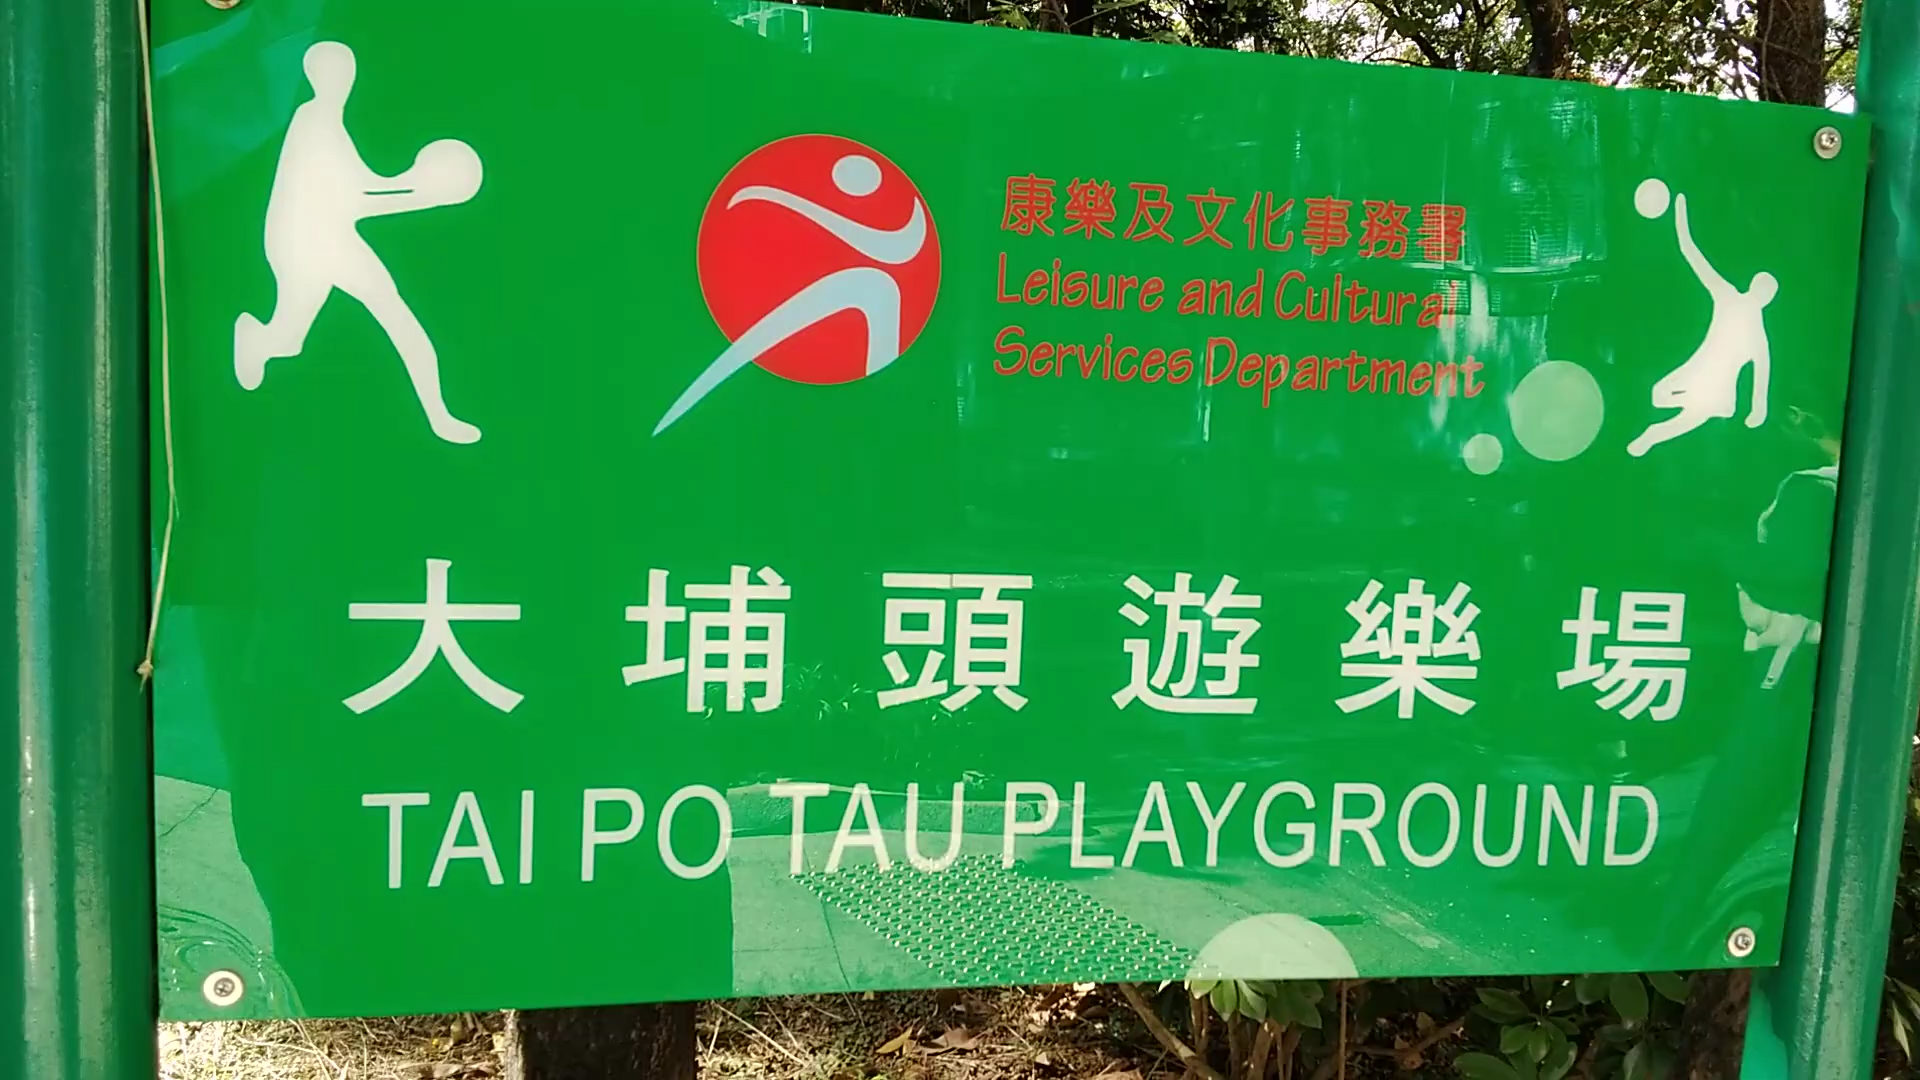 康樂及文化事務署
Leisure and Cultural
Services Department
大埔頭遊樂場
TAI PO TAU PLAYGROUND